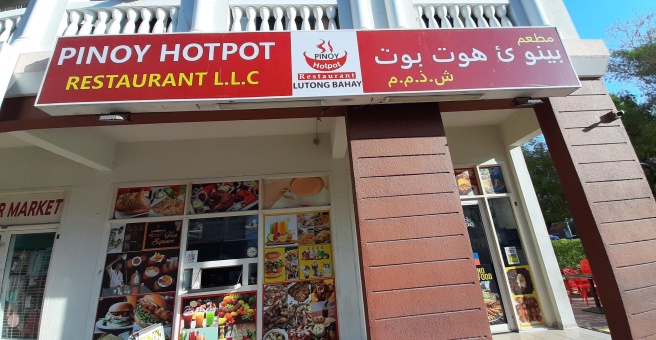 PINOY HOTPOT
RESTAURANT L.L.C
PINOY
Hotpot
Restaurant
LUTONG BAHAY
مطعم
بينو ئ هوت بوت
ش.ذ.م.م
R MARKET